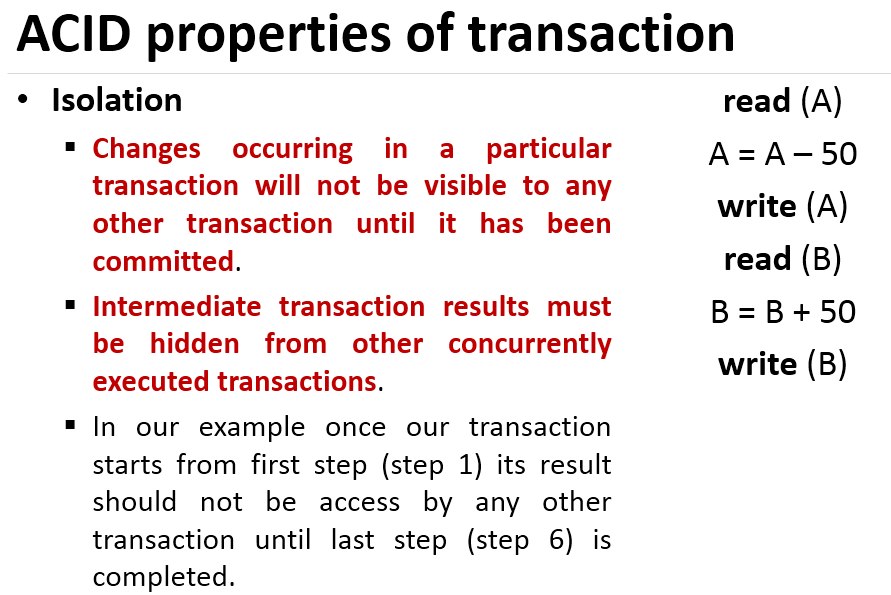 ACID properties of transaction
• Isolation
▪ Changes occurring in a particular
transaction will not be visible to any
other transaction until it has been
committed.
▪ Intermediate transaction results must
be hidden from other concurrently
executed transactions.
▪ In our example once our transaction
starts from first step (step 1) its result
should not be access by any other
transaction until last step (step 6) is
completed.
read (A)
A = A – 50
write (A)
read (B)
B = B + 50
write (B)